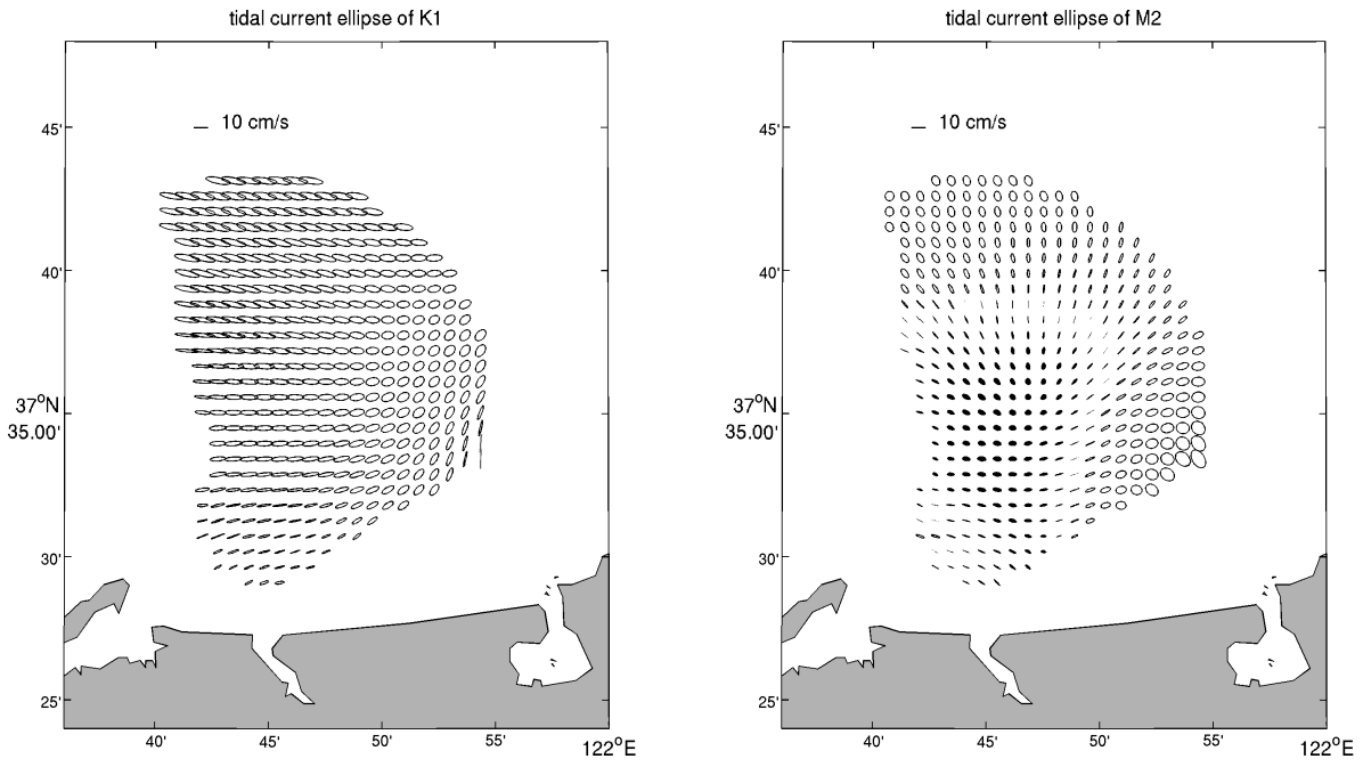 tidal current ellipse of K1
10 cm/s
45'
40'
37°N
35.00'
30'
25'
40'
45'
50'
55'
122°E
tidal current ellipse of M2
10 cm/s
45'
40'
37°N
35.00'
30'
25'
40'
45'
50'
55'
122°E